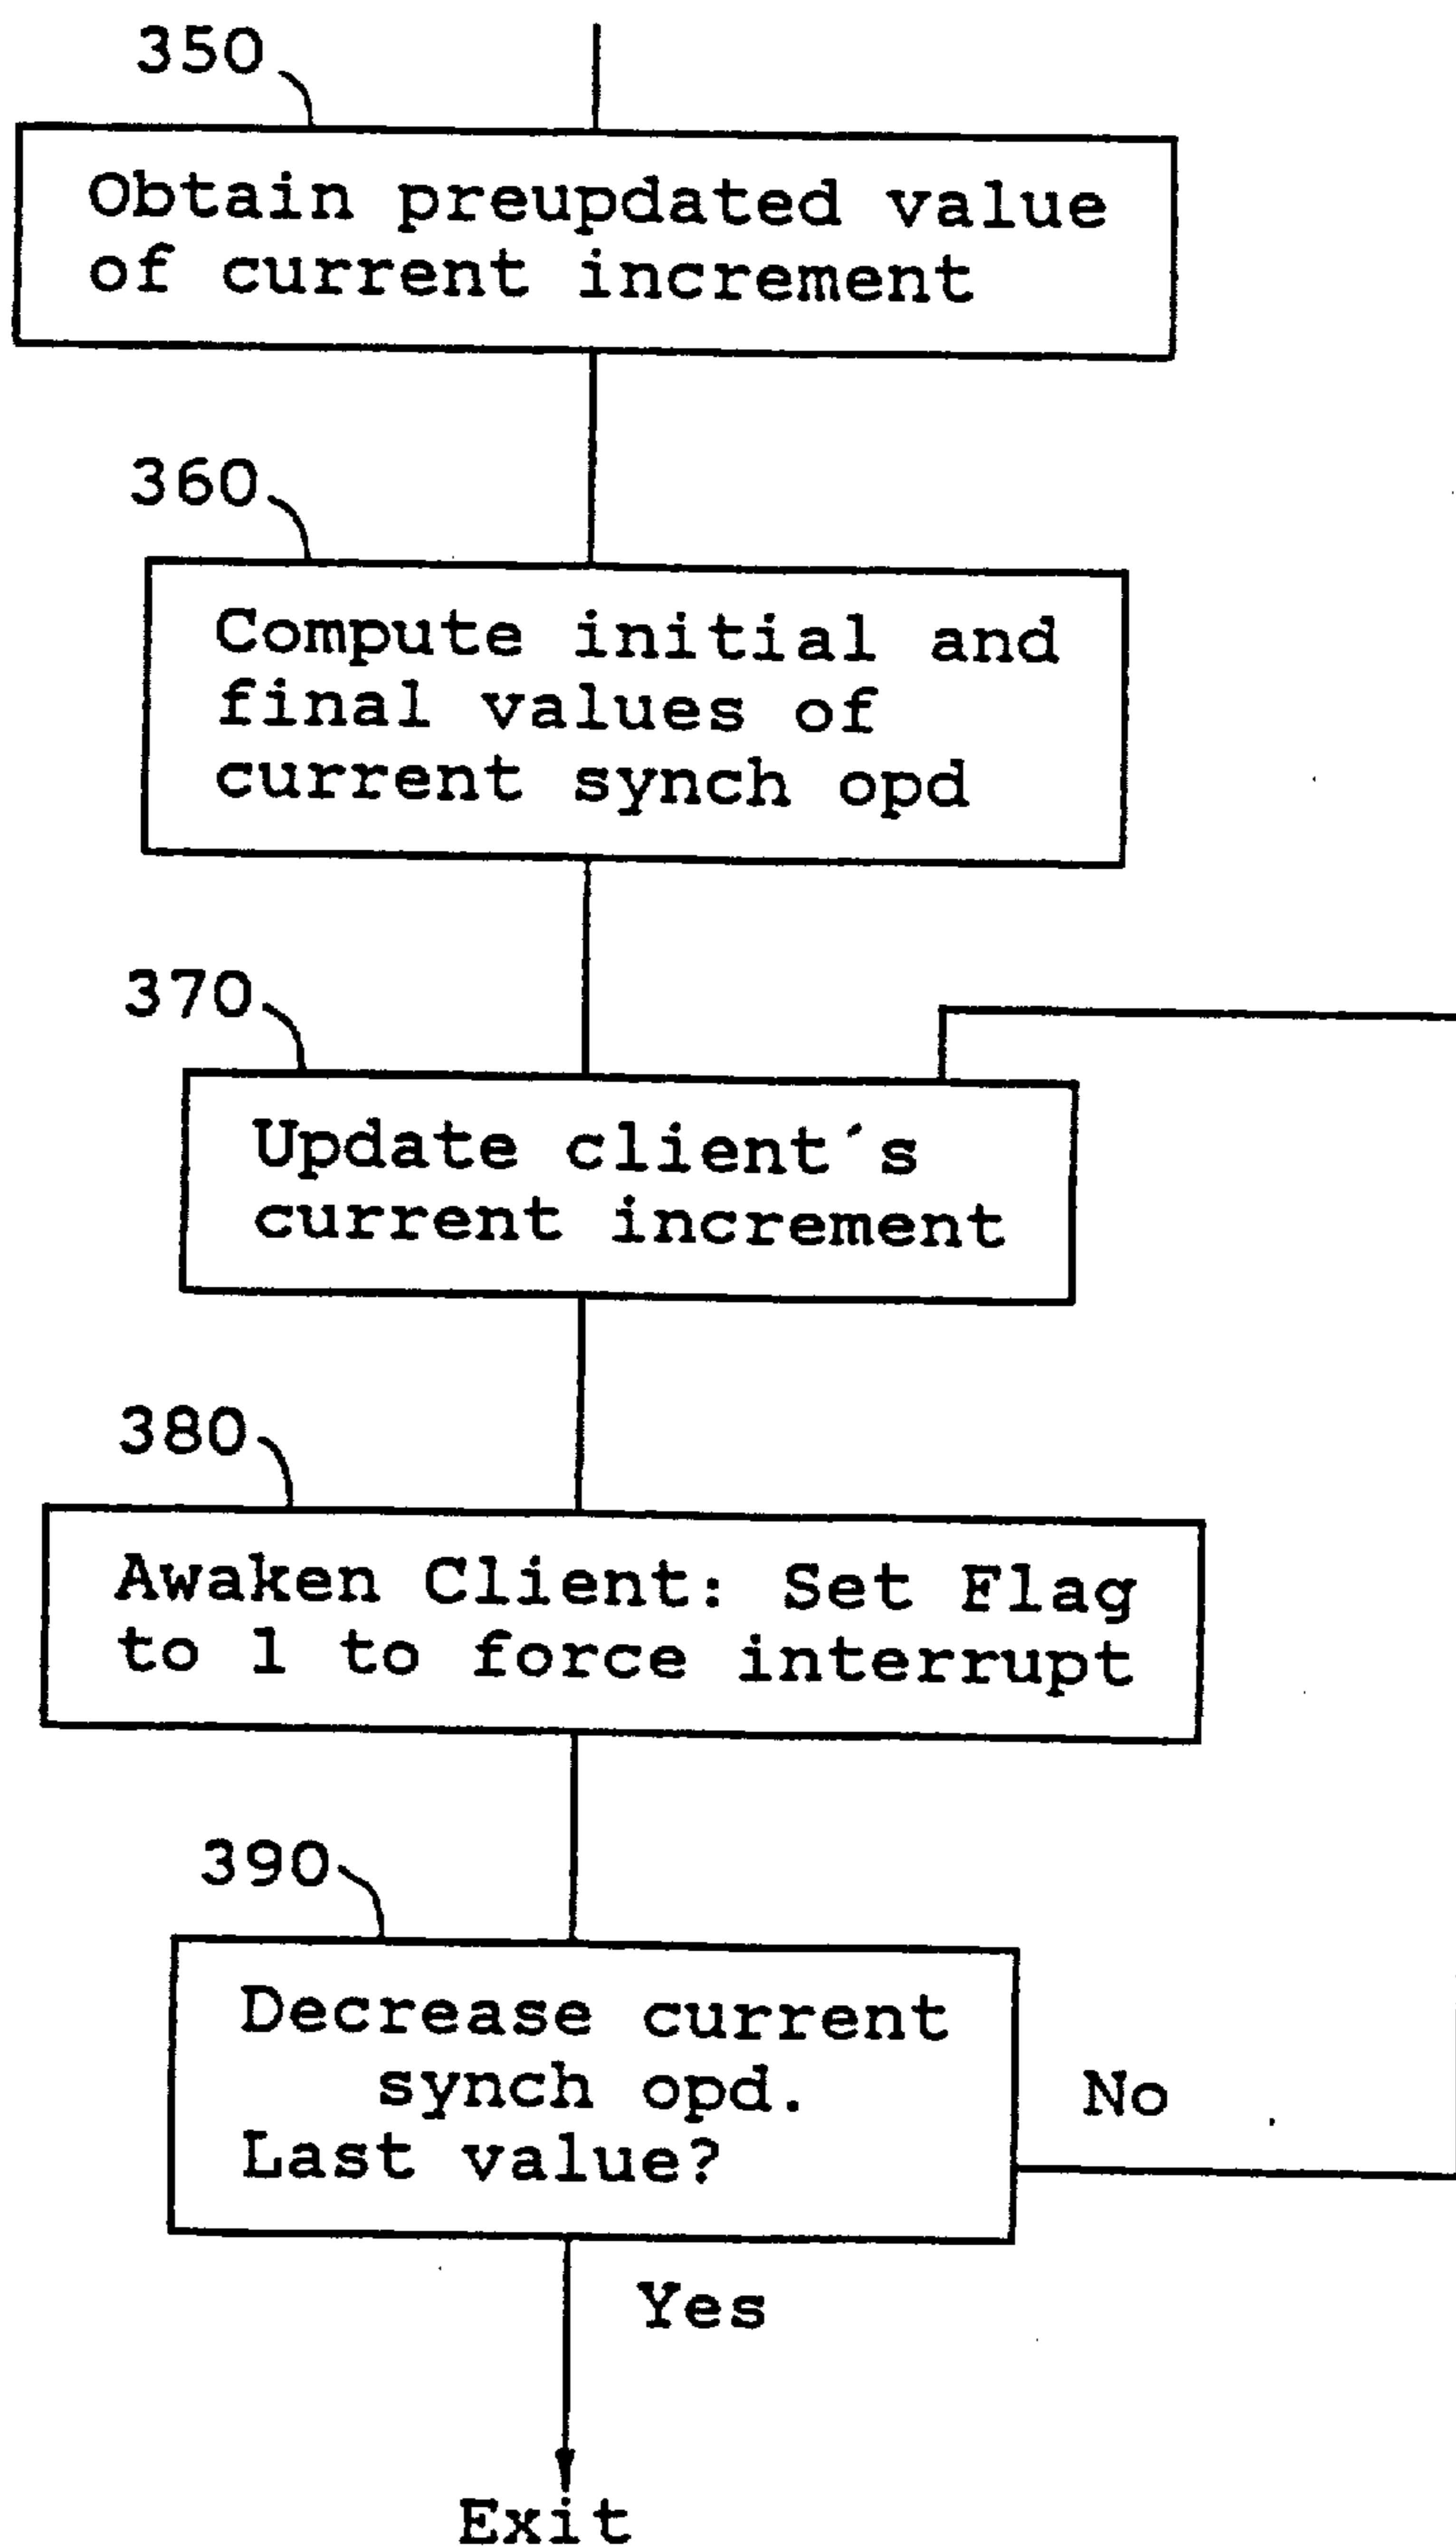 350
Obtain preupdated value
of current increment
360
Compute initial and
final values of
current synch opd
370
Update client´s
current increment
380
Awaken Client: Set Flag
to 1 to force interrupt
390
Decrease current
synch opd.
Last value?
No
Yes
Exit